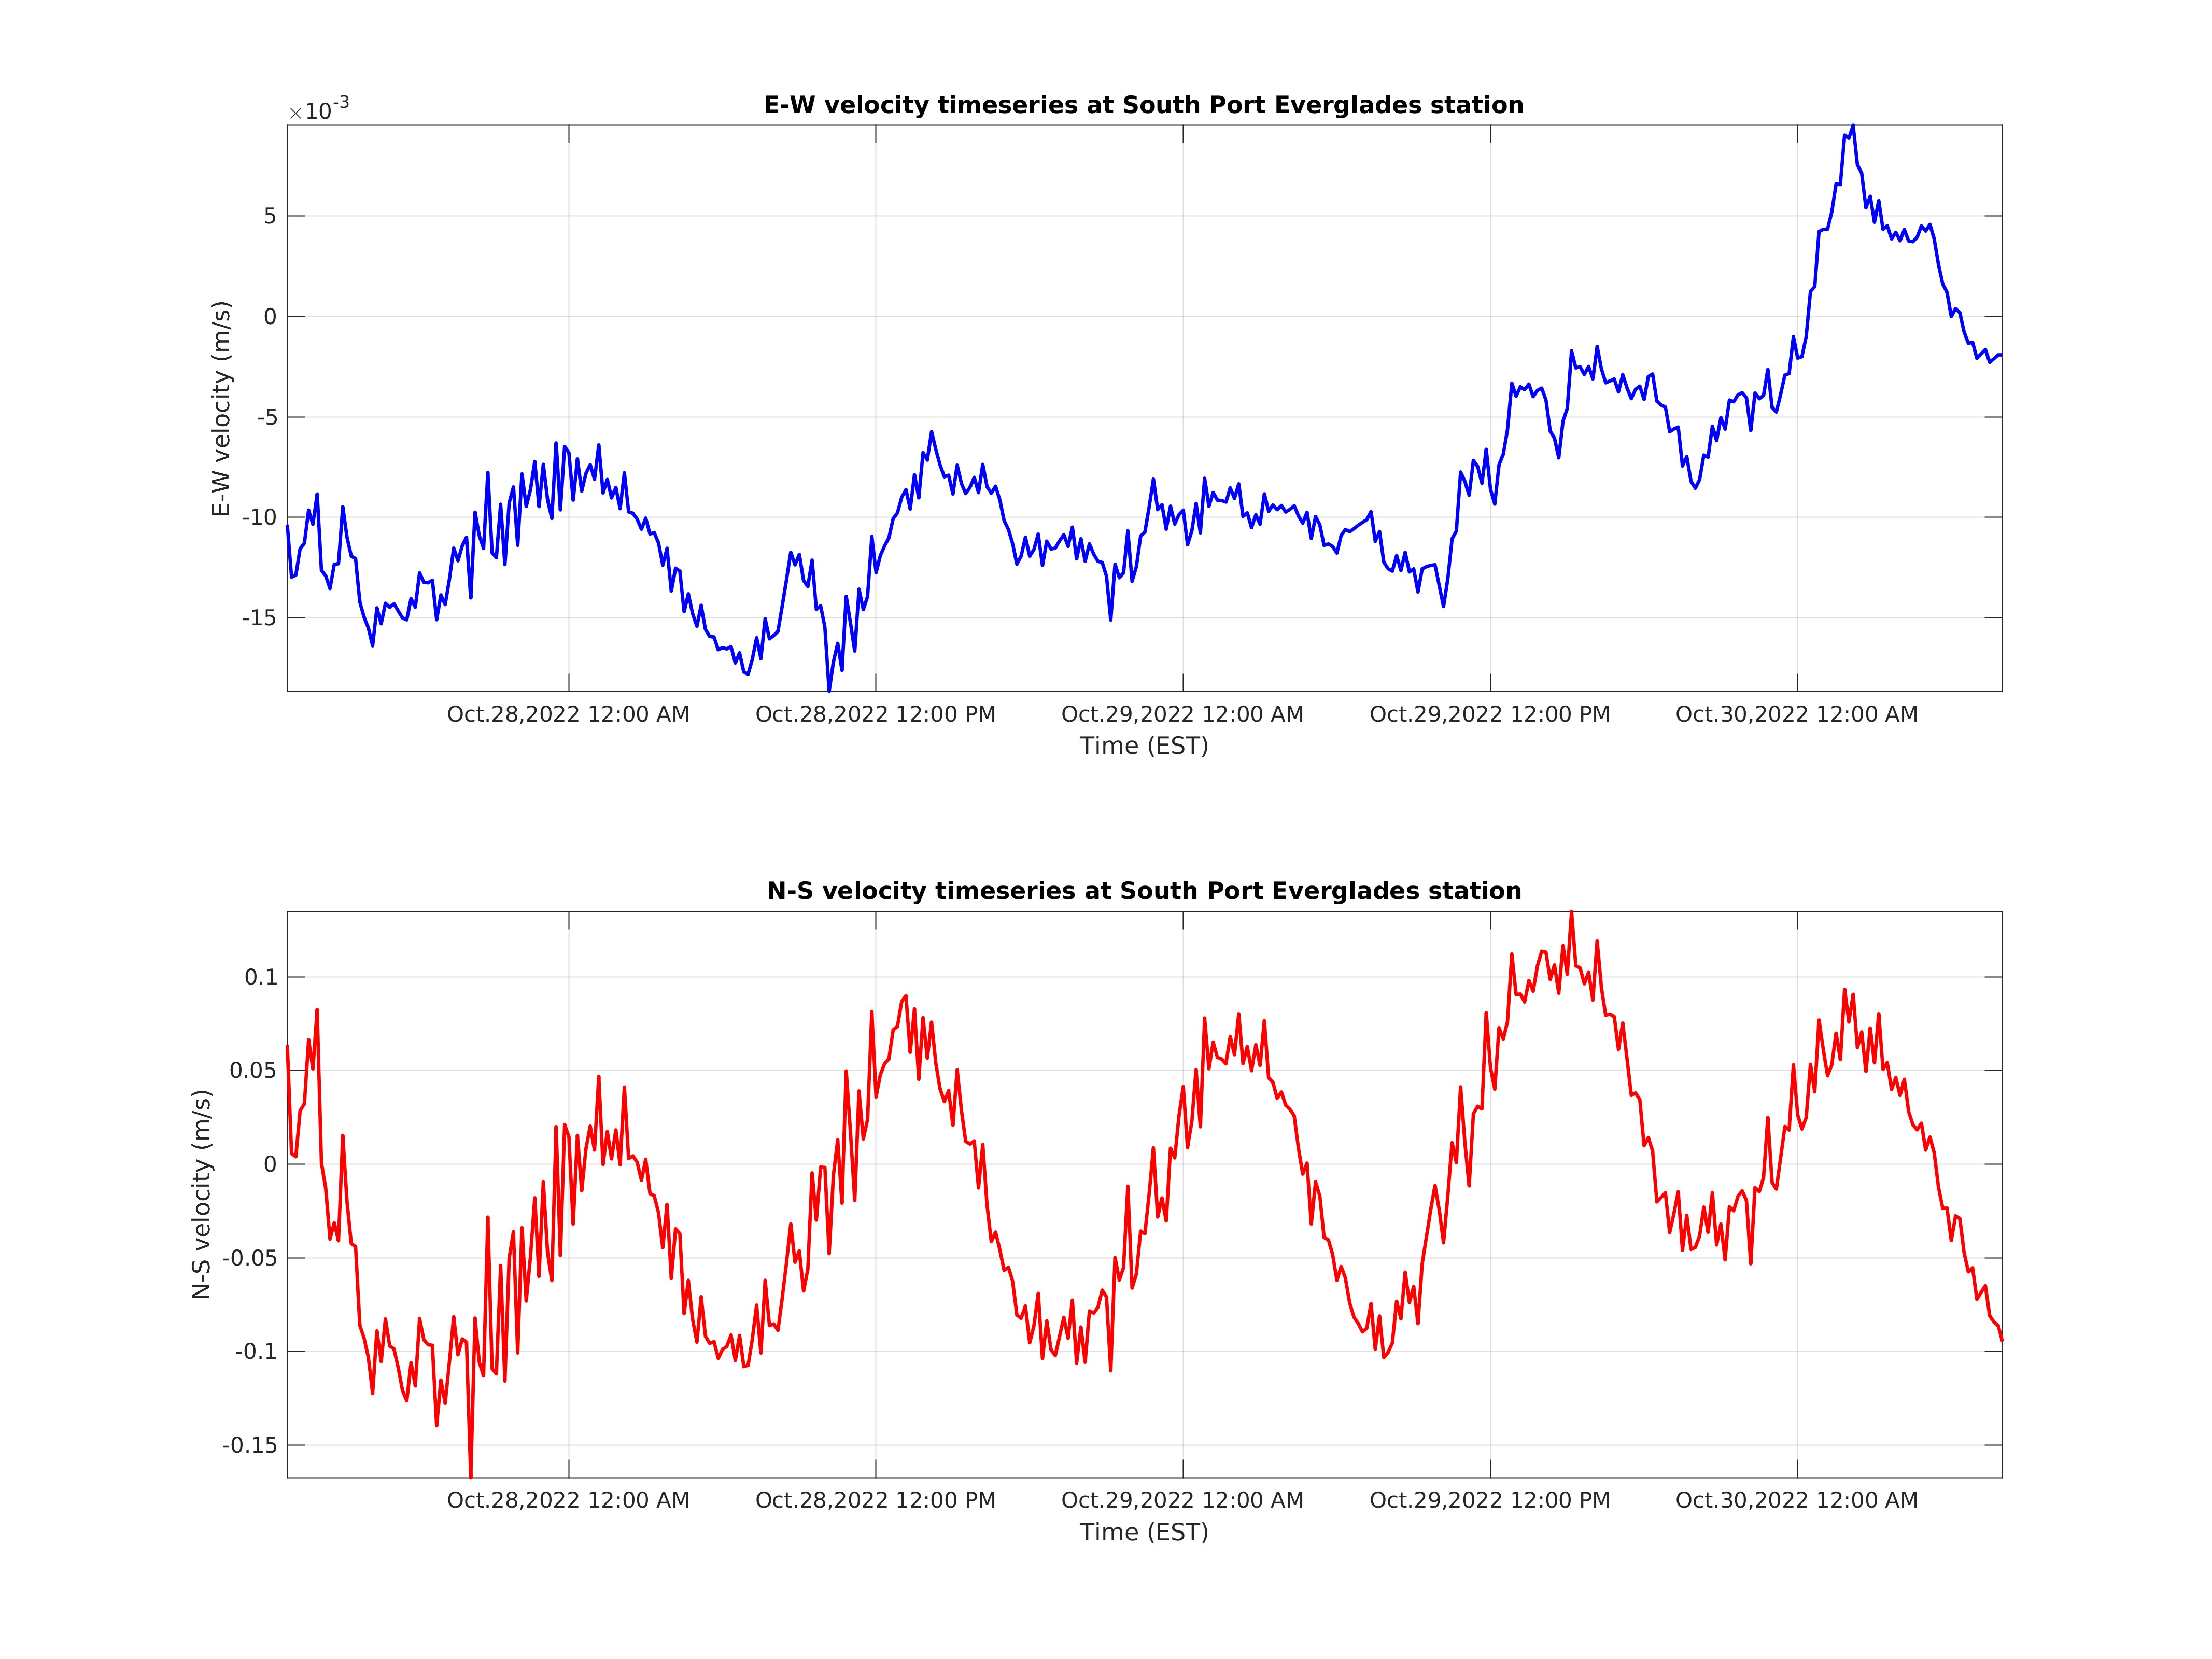 E-W velocity timeseries at South Port Everglades station
×10-3
E-W velocity (m/s)
5
0
-5
-10
-15
Oct.28,2022 12:00 AM Oct.28,2022 12:00 PM Oct.29,2022 12:00 AM Oct.29,2022 12:00 PM Oct.30,2022 12:00 AM
Time (EST)
N-S velocity timeseries at South Port Everglades station
N-S velocity (m/s)
0.1
0.05
0
-0.05
-0.1
-0.15
Oct.28,2022 12:00 AM Oct.28,2022 12:00 PM Oct.29,2022 12:00 AM Oct.29,2022 12:00 PM Oct.30,2022 12:00 AM
Time (EST)